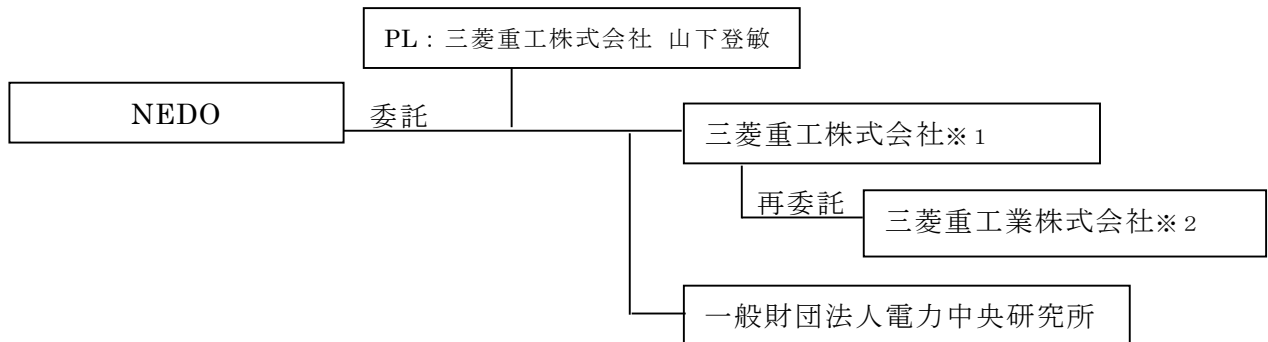 PL：三菱重工株式会社 山下登敏
NEDO
委託
三菱重工株式会社※1
再委託
三菱重工業株式会社※2
一般財団法人電力中央研究所